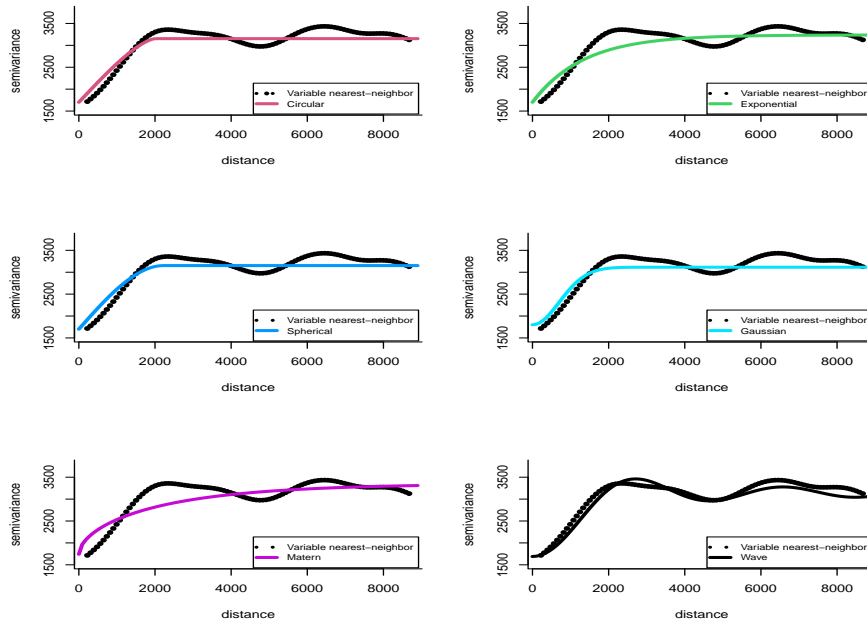 semivariance
1500
2500
3500
0
2000
4000
6000
8000
distance
Variable nearest−neighbor
Circular
semivariance
1500
2500
3500
0
2000
4000
6000
8000
distance
Variable nearest−neighbor
Exponential
semivariance
1500
2500
3500
0
2000
4000
6000
8000
distance
Variable nearest−neighbor
Spherical
semivariance
1500
2500
3500
0
2000
4000
6000
8000
distance
Variable nearest−neighbor
Gaussian
semivariance
1500
2500
3500
0
2000
4000
6000
8000
distance
Variable nearest−neighbor
Matern
semivariance
1500
2500
3500
0
2000
4000
6000
8000
distance
Variable nearest−neighbor
Wave